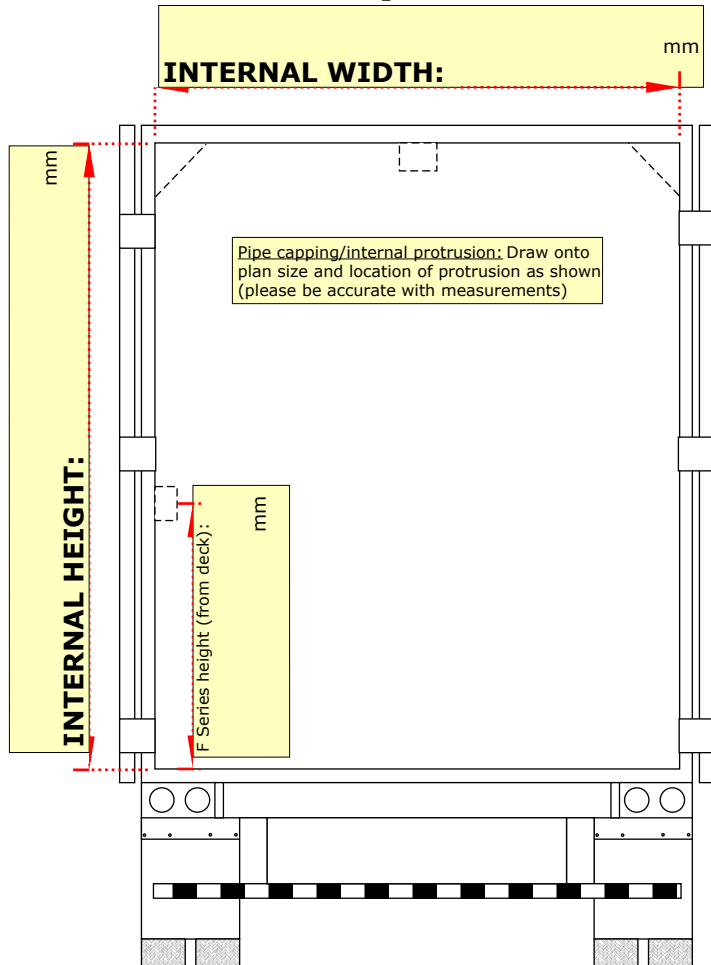 mm
INTERNAL WIDTH:
mm
INTERNAL HEIGHT:
Pipe capping/internal protrusion: Draw onto
plan size and location of protrusion as shown
(please be accurate with measurements)
F Series height (from deck):
mm